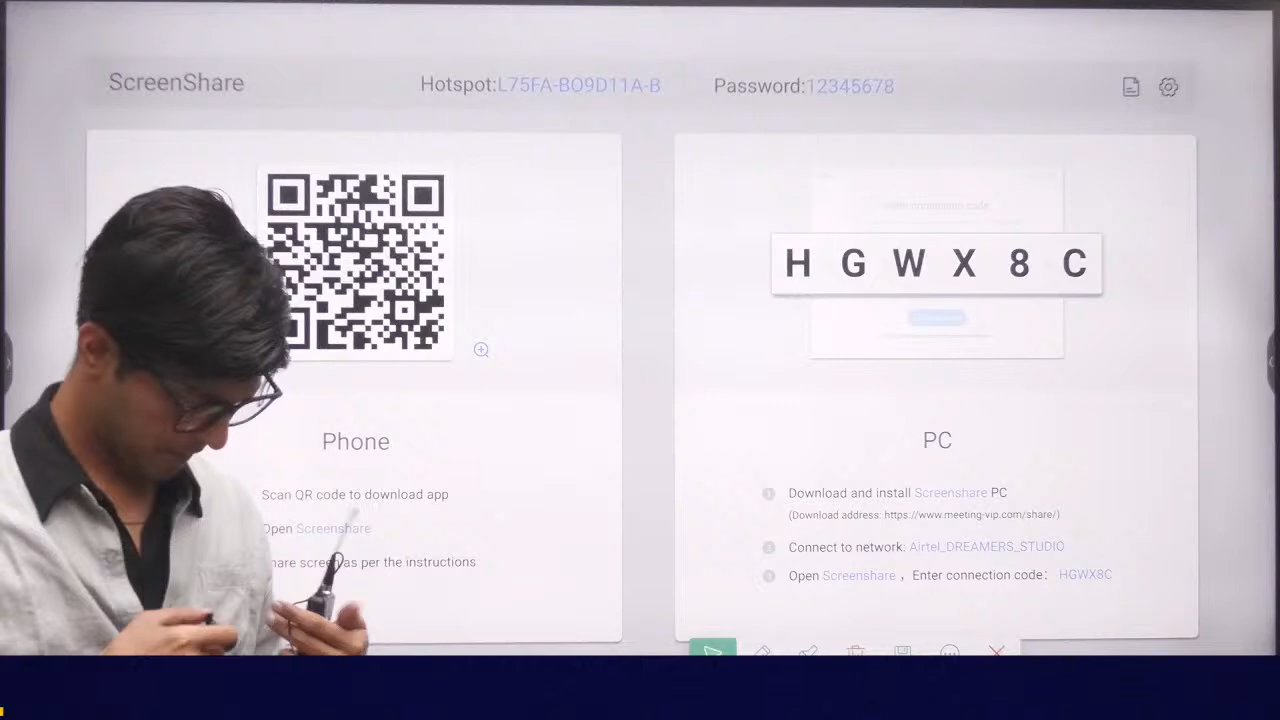 ScreenShare
Hotspot:L75FA-BO9D11A-B
Password:12345678
H G W X 8 C
Phone
Scan QR code to download app
Open Screenshare
hare screen as per the instructions
PC
Download and install Screenshare PC
(Download address: https://www.meeting-vip.com/share/)
Connect to network: Airtel_DREAMERS_STUDIO
Open Screenshare , Enter connection code: HGWX8C